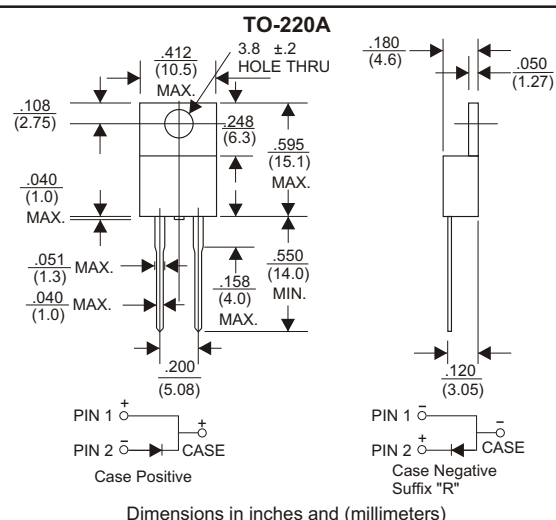 TO-220A
.412
(10.5)
MAX.
3.8 ±.2
HOLE THRU
.180
(4.6)
.050
(1.27)
.108
(2.75)
.248
(6.3)
.595
(15.1)
MAX.
.040
(1.0)
MAX.
.051
(1.3)
MAX.
.040
(1.0)
MAX.
.158
(4.0)
MAX.
.550
(14.0)
MIN.
.200
(5.08)
.120
(3.05)
PIN 1 +
PIN 2 -
+
CASE
Case Positive
PIN 1 -
PIN 2 +
-
CASE
Case Negative
Suffix "R"
Dimensions in inches and (millimeters)